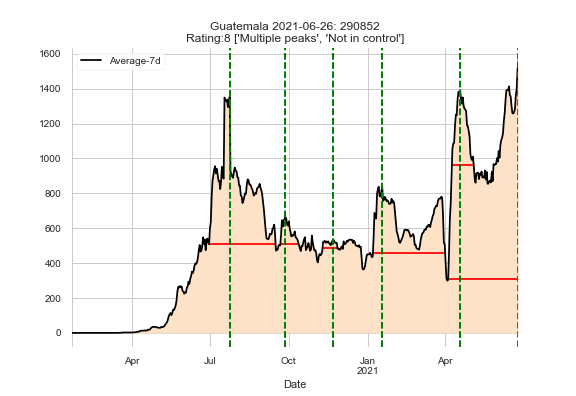 Guatemala 2021-06-26: 290852
Rating:8 ['Multiple peaks', 'Not in control']
Average-7d
1600
1400
1200
1000
800
600
400
200
0
Apr
Jul
Oct
Jan
2021
Apr
Date